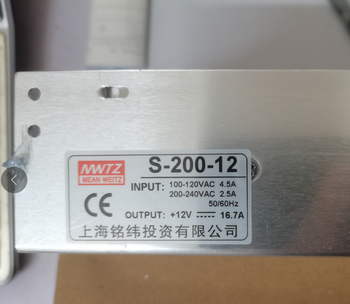 MWTZ
MEAN WEITZ
S-200-12
INPUT: 100-120VAC 4.5A
200-240VAC 2.5A
50/60Hz
CE
OUTPUT: +12V ⎓ 16.7A
上海铭纬投资有限公司